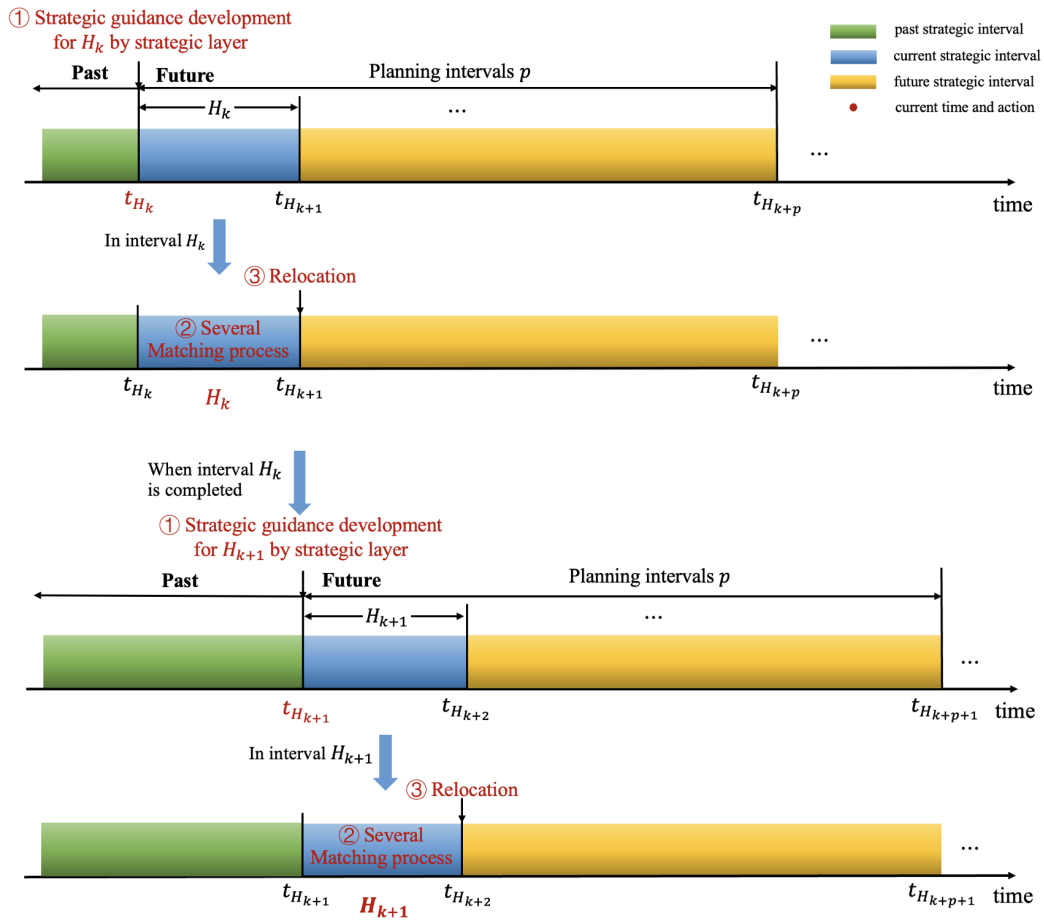 ① Strategic guidance development
for H_k by strategic layer
past strategic interval
current strategic interval
future strategic interval
current time and action
Past
Future
Planning intervals p
H_k
...
...
t_{H_k}
t_{H_{k+1}}
t_{H_{k+p}}
time
In interval H_k
③ Relocation
② Several
Matching process
...
t_{H_k}
H_k
t_{H_{k+1}}
t_{H_{k+p}}
time
When interval H_k
is completed
① Strategic guidance development
for H_{k+1} by strategic layer
Past
Future
Planning intervals p
H_{k+1}
...
...
t_{H_{k+1}}
t_{H_{k+2}}
t_{H_{k+p+1}}
time
In interval H_{k+1}
③ Relocation
② Several
Matching process
...
t_{H_{k+1}}
H_{k+1}
t_{H_{k+2}}
t_{H_{k+p+1}}
time